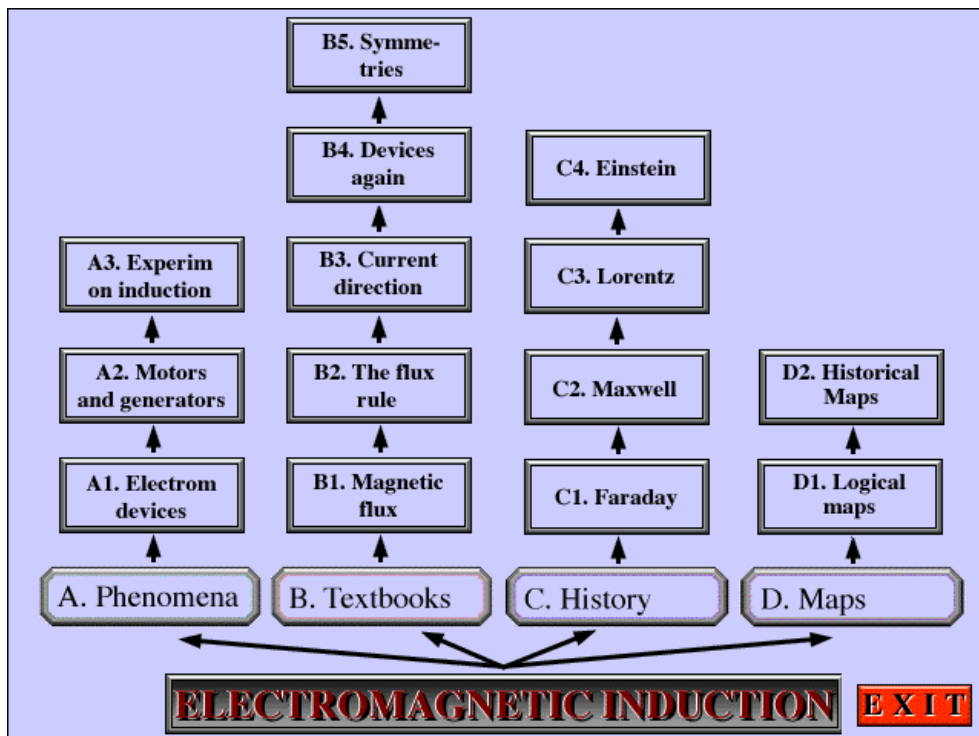 B5. Symme-
tries
B4. Devices
again
C4. Einstein
A3. Experim
on induction
B3. Current
direction
C3. Lorentz
A2. Motors
and generators
B2. The flux
rule
C2. Maxwell
D2. Historical
Maps
A1. Electrom
devices
B1. Magnetic
flux
C1. Faraday
D1. Logical
maps
A. Phenomena
B. Textbooks
C. History
D. Maps
ELECTROMAGNETIC INDUCTION
EXIT